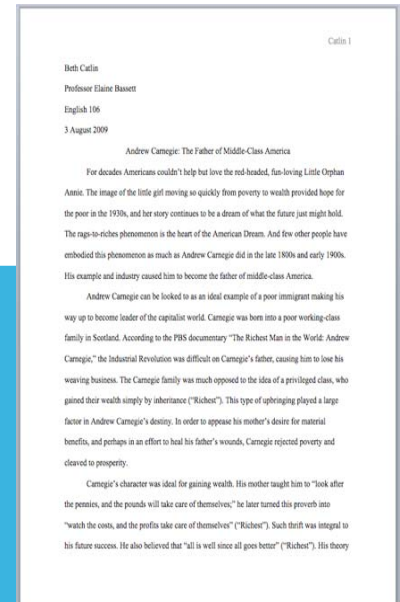 Catlin 1
Beth Catlin
Professor Elaine Bassett
English 106
3 August 2009
Andrew Carnegie: The Father of Middle-Class America
For decades Americans couldn't help but love the red-headed, fun-loving Little Orphan
Annie. The image of the little girl moving so quickly from poverty to wealth provided hope for
the poor in the 1930s, and her story continues to be a dream of what the future just might hold.
The rags-to-riches phenomenon is the heart of the American Dream. And few other people have
embodied this phenomenon as much as Andrew Carnegie did in the late 1800s and early 1900s.
His example and industry caused him to become the father of middle-class America.
Andrew Carnegie can be looked to as an ideal example of a poor immigrant making his
way up to become leader of the capitalist world. Carnegie was born into a poor working-class
family in Scotland. According to the PBS documentary "The Richest Man in the World: Andrew
Carnegie," the Industrial Revolution was difficult on Carnegie's father, causing him to lose his
weaving business. The Carnegie family was much opposed to the idea of a privileged class, who
gained their wealth simply by inheritance ("Richest"). This type of upbringing played a large
factor in Andrew Carnegie's destiny. In order to appease his mother's desire for material
benefits, and perhaps in an effort to heal his father's wounds, Carnegie rejected poverty and
cleaved to prosperity.
Carnegie's character was ideal for gaining wealth. His mother taught him to "look after
the pennies, and the pounds will take care of themselves;" he later turned this proverb into
"watch the costs, and the profits take care of themselves" ("Richest"). Such thrift was integral to
his future success. He also believed that "all is well since all goes better" ("Richest"). His theory